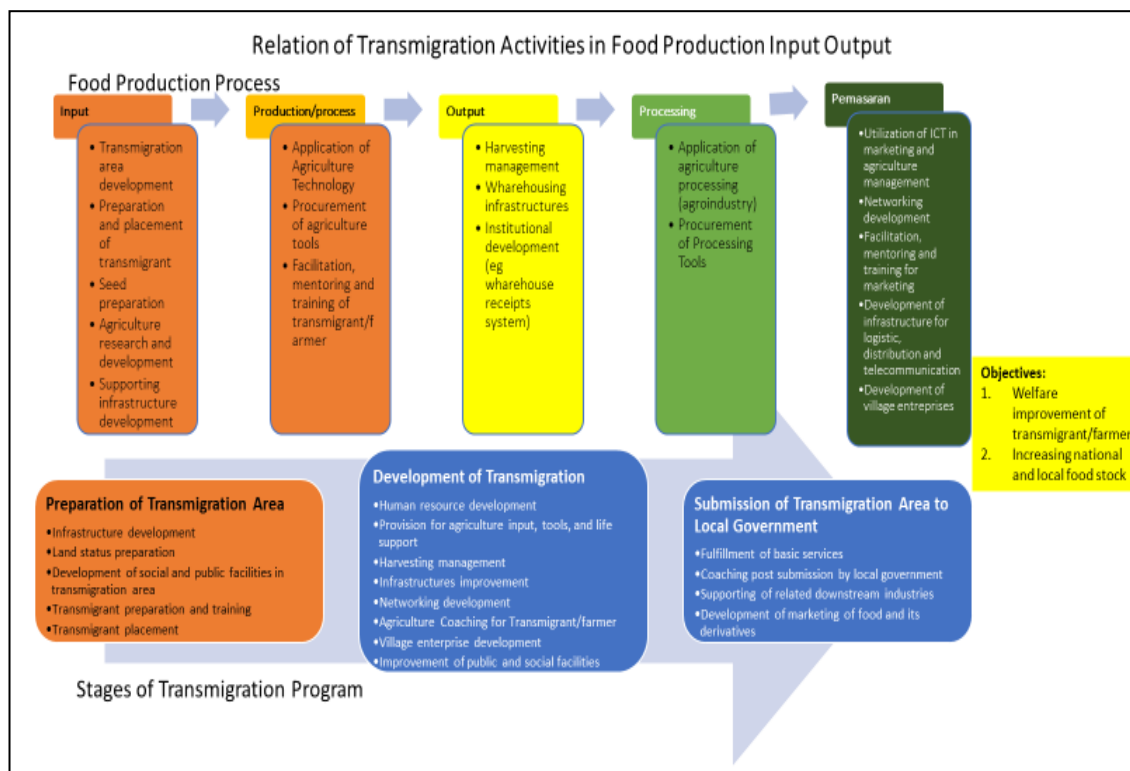 Relation of Transmigration Activities in Food Production Input Output
Food Production Process
Input
• Transmigration
area
development
• Preparation
and placement
of
transmigrant
• Seed
preparation
• Agriculture
research and
development
• Supporting
infrastructure
development
Production/process
• Application of
Agriculture
Technology
• Procurement
of agriculture
tools
• Facilitation,
mentoring and
training of
transmigrant/f
armer
Output
• Harvesting
management
• Wharehousing
infrastructures
• Institutional
development
(eg
wharehouse
receipts
system)
Processing
• Application of
agriculture
processing
(agroindustry)
• Procurement
of Processing
Tools
Pemasaran
•Utilization of ICT in
marketing and
agriculture
management
•Networking
development
•Facilitation,
mentoring and
training for
marketing
•Development of
infrastructure for
logistic,
distribution and
telecommunication
•Development of
village entreprises
Objectives:
1. Welfare
improvement of
transmigrant/farmer
2. Increasing national
and local food stock
Preparation of Transmigration Area
•Infrastructure development
•Land status preparation
•Development of social and public facilities in
transmigration area
•Transmigrant preparation and training
•Transmigrant placement
Development of Transmigration
•Human resource development
•Provision for agriculture input, tools, and life
support
•Harvesting management
•Infrastructures improvement
•Networking development
•Agriculture Coaching for Transmigrant/farmer
•Village enterprise development
•Improvement of public and social facilities
Submission of Transmigration Area to
Local Government
•Fulfillment of basic services
•Coaching post submission by local government
•Supporting of related downstream industries
•Development of marketing of food and its
derivatives
Stages of Transmigration Program